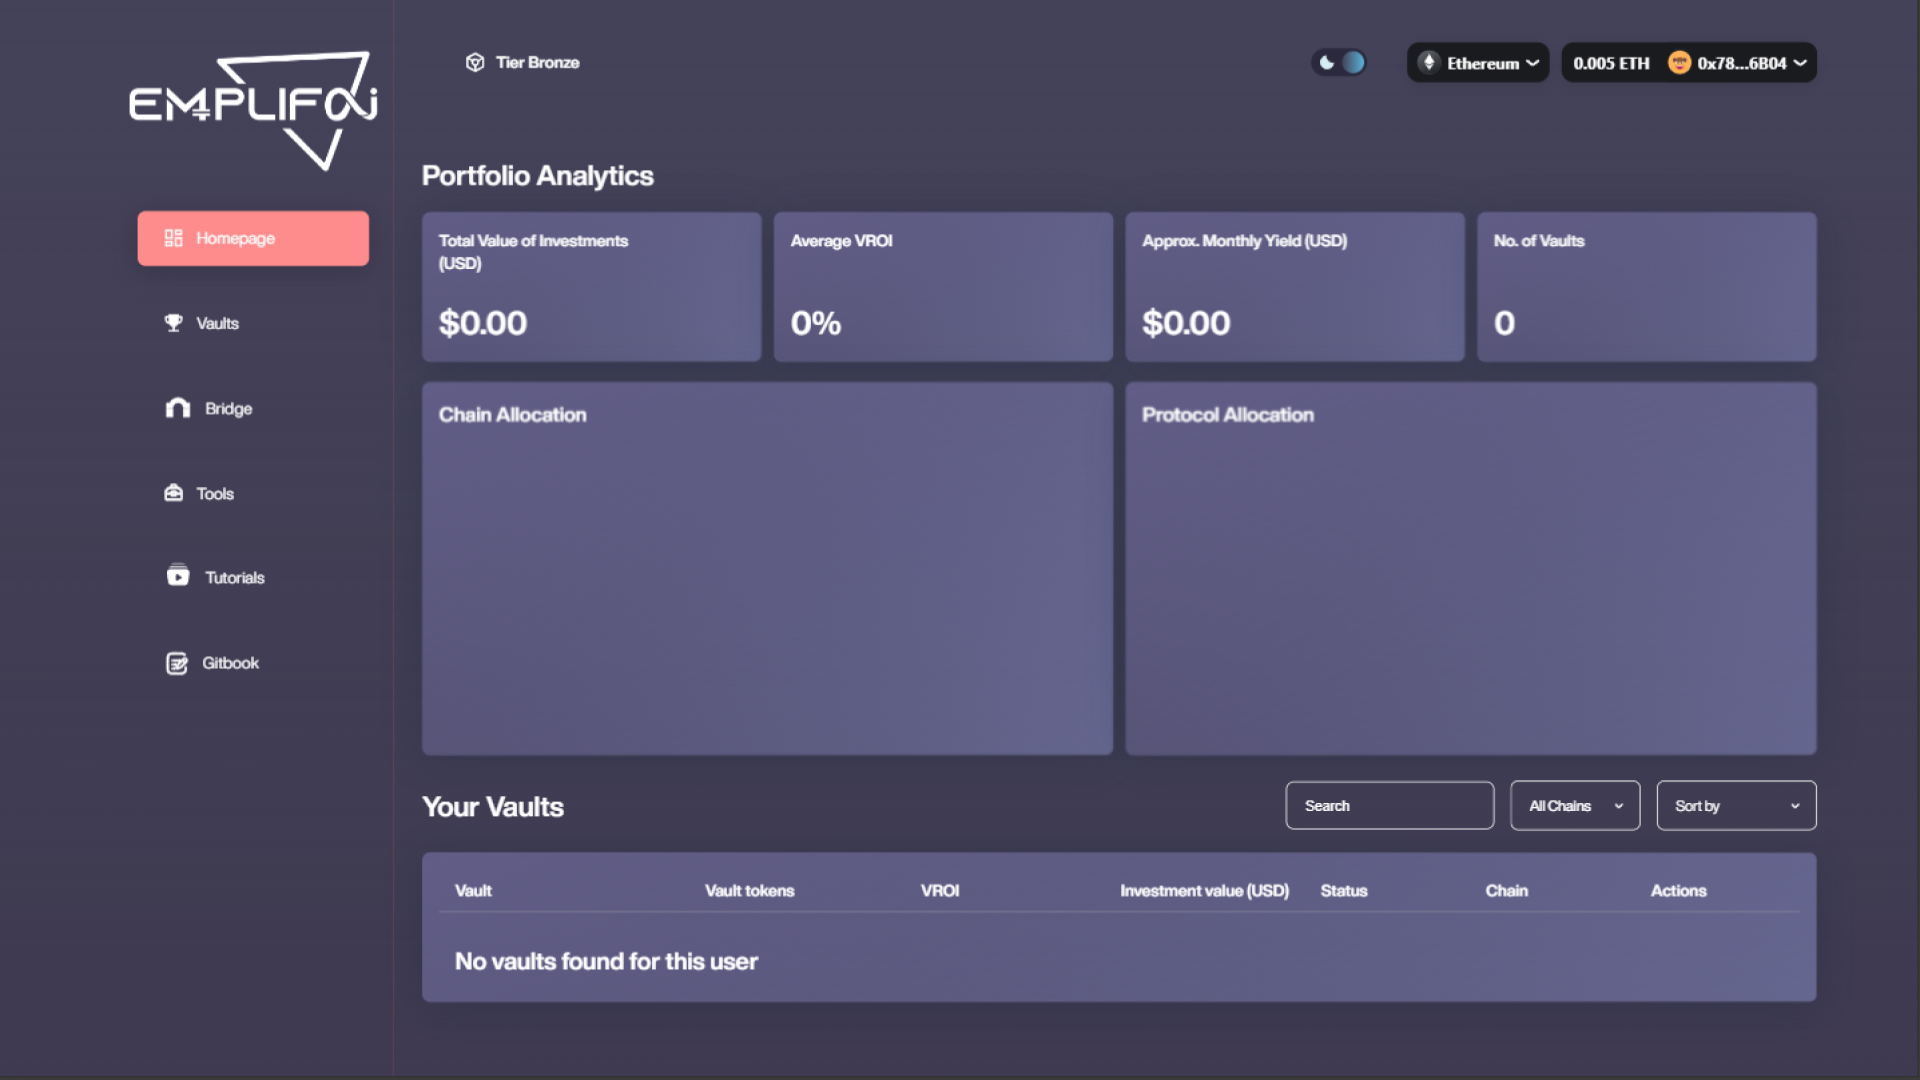 EMPLIFAi
Tier Bronze
Ethereum
0.005 ETH 0x78...6B04
Homepage
Vaults
Bridge
Tools
Tutorials
Gitbook
Portfolio Analytics
Total Value of Investments
(USD)
$0.00
Average VROI
0%
Approx. Monthly Yield (USD)
$0.00
No. of Vaults
0
Chain Allocation
Protocol Allocation
Your Vaults
Search
All Chains
Sort by
Vault Vault tokens VROI Investment value (USD) Status Chain Actions
No vaults found for this user